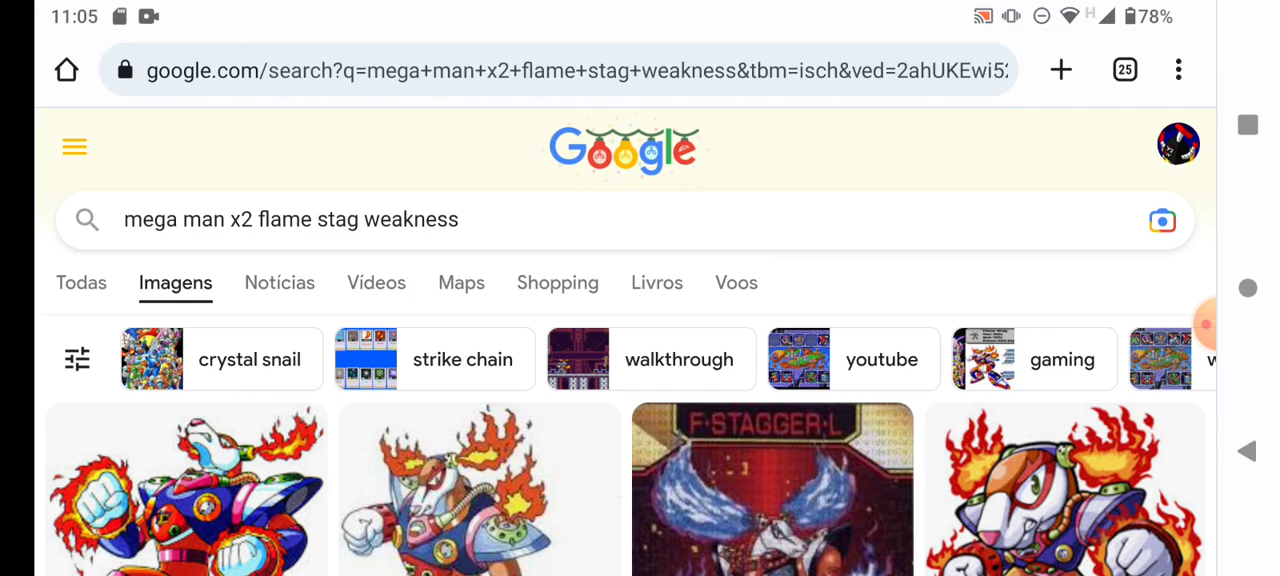 11:05
H
78%
google.com/search?q=mega+man+x2+flame+stag+weakness&tbm=isch&ved=2ahUKEwi52
25
Google
mega man x2 flame stag weakness
Todas Imagens Notícias Vídeos Maps Shopping Livros Voos
crystal snail strike chain walkthrough youtube gaming
F·STAGGER·L